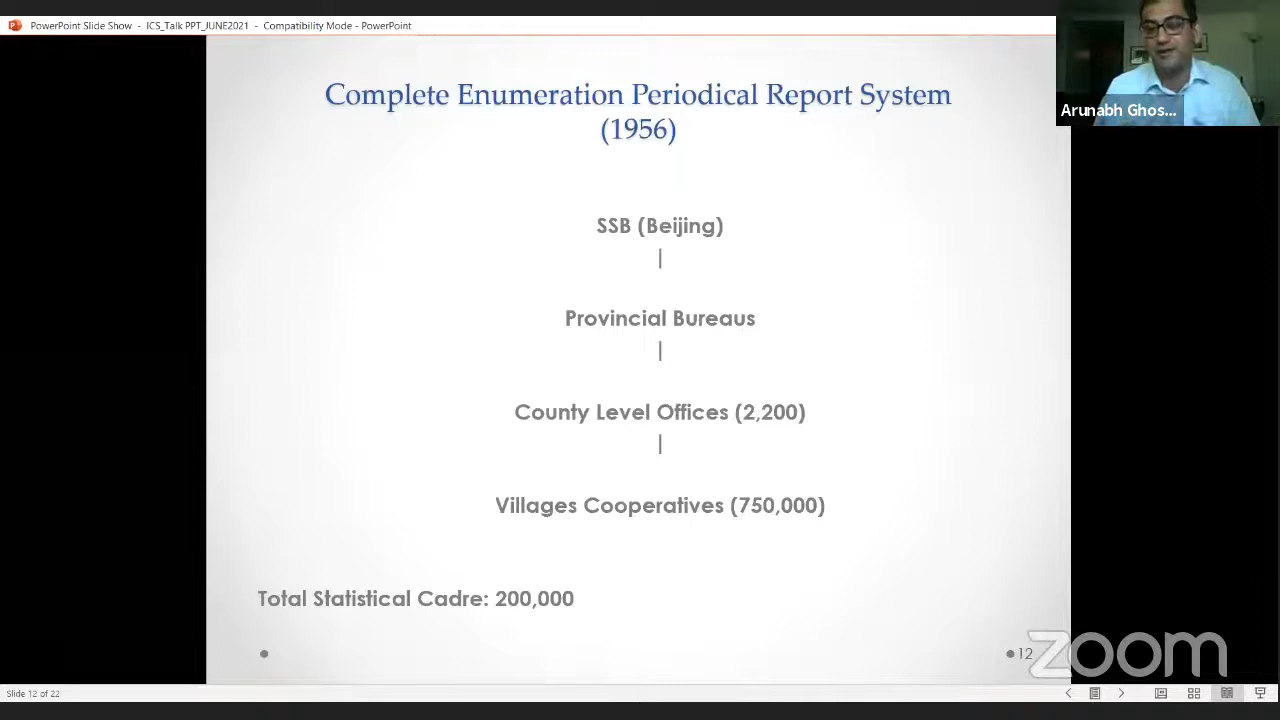 PowerPoint Slide Show - ICS_Talk PPT_JUNE2021 - Compatibility Mode - PowerPoint
Arunabh Ghos...
Complete Enumeration Periodical Report System
(1956)
SSB (Beijing)
|
Provincial Bureaus
|
County Level Offices (2,200)
|
Villages Cooperatives (750,000)
Total Statistical Cadre: 200,000
12
zoom
Slide 12 of 22